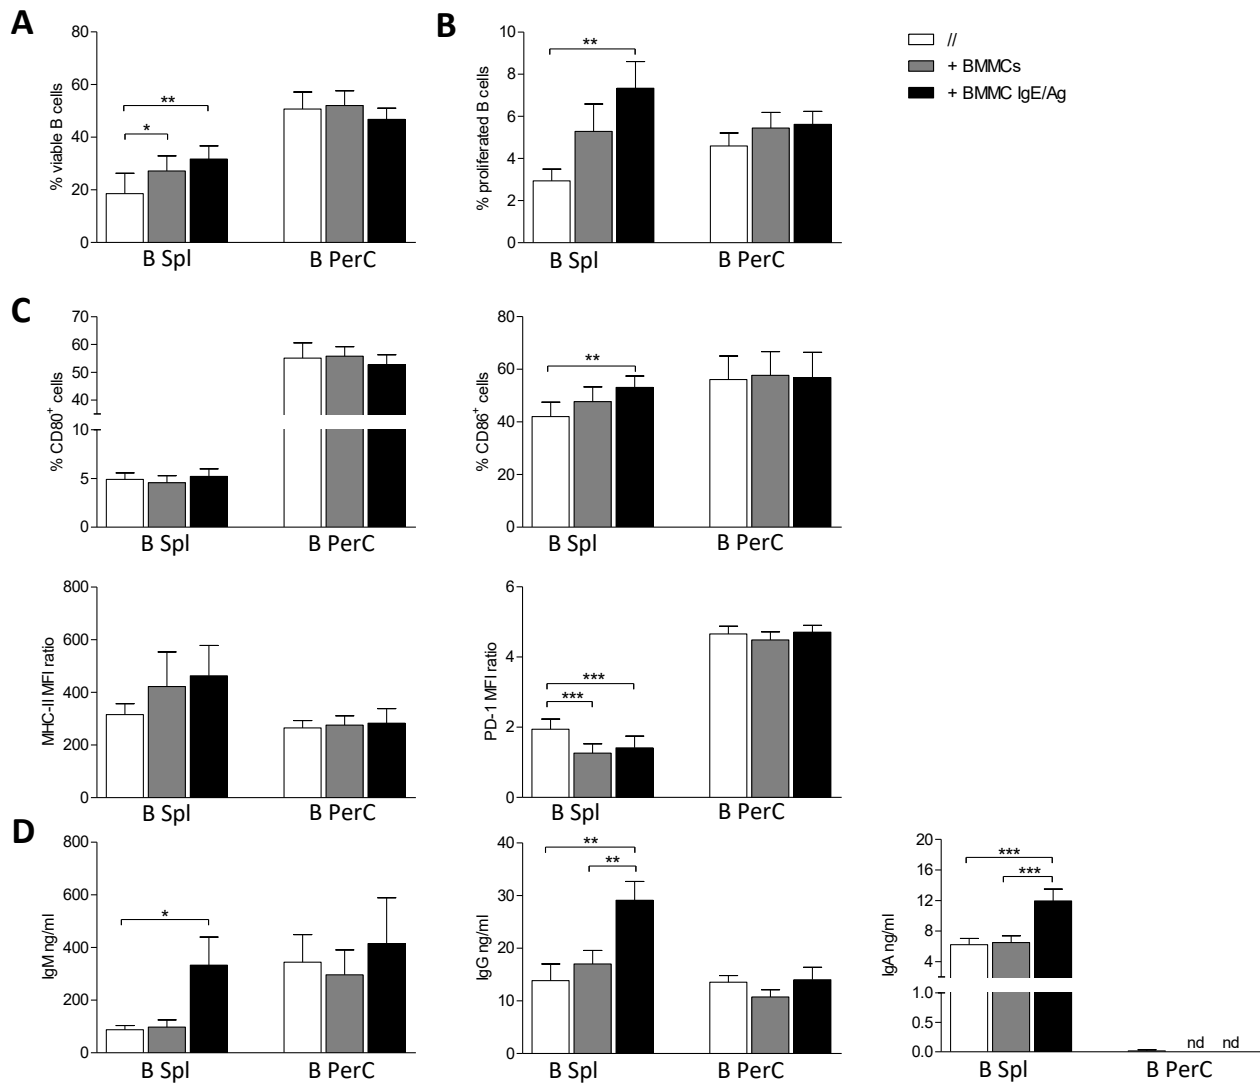 A
% viable B cells
80
60
40
20
0
**
*
B Spl
B PerC
B
% proliferated B cells
10
8
6
4
2
0
**
B Spl
B PerC
//
+ BMMCs
+ BMMC IgE/Ag
C
% CD80+ cells
70
60
50
40
10
5
0
B Spl
B PerC
% CD86+ cells
80
60
40
20
0
**
B Spl
B PerC
MHC-II MFI ratio
800
600
400
200
0
B Spl
B PerC
PD-1 MFI ratio
6
4
2
0
***
***
B Spl
B PerC
D
IgM ng/ml
800
600
400
200
0
*
B Spl
B PerC
IgG ng/ml
40
30
20
10
0
**
**
B Spl
B PerC
IgA ng/ml
20
16
12
8
4
1.0
0.5
0.0
***
***
nd nd
B Spl
B PerC